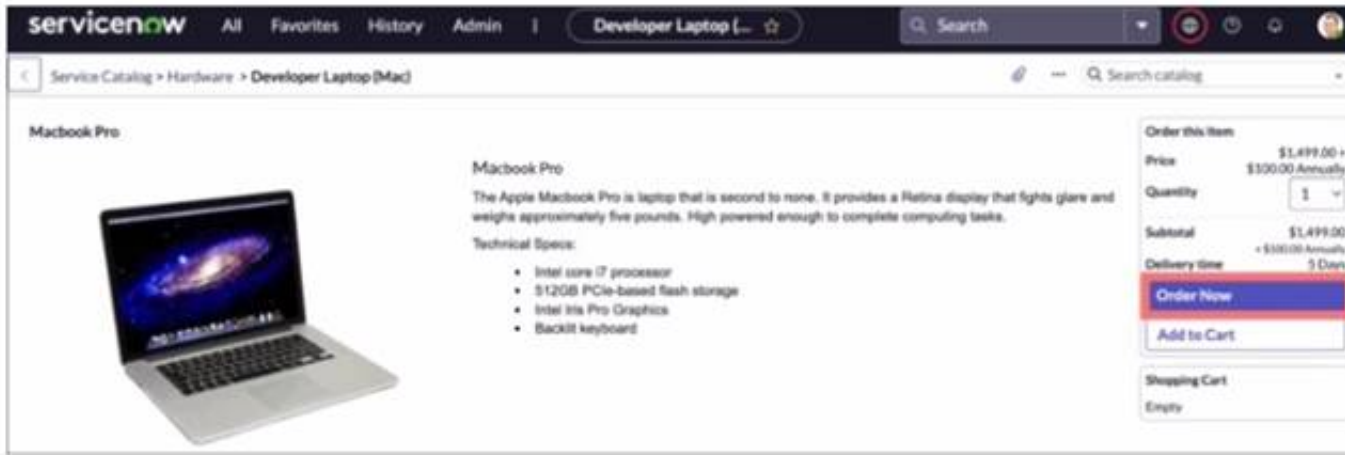 servicenow All Favorites History Admin Developer Laptop (... Search
Service Catalog > Hardware > Developer Laptop (Mac) Search catalog
Macbook Pro
Macbook Pro
The Apple Macbook Pro is laptop that is second to none. It provides a Retina display that fights glare and
weighs approximately five pounds. High powered enough to complete computing tasks.
Technical Specs:
• Intel core i7 processor
• 512GB PCIe-based flash storage
• Intel Iris Pro Graphics
• Backlit keyboard
Order this Item
Price $1,499.00 +
$100.00 Annually
Quantity 1
Subtotal $1,499.00
+ $100.00 Annually
Delivery time 5 Days
Order Now
Add to Cart
Shopping Cart
Empty